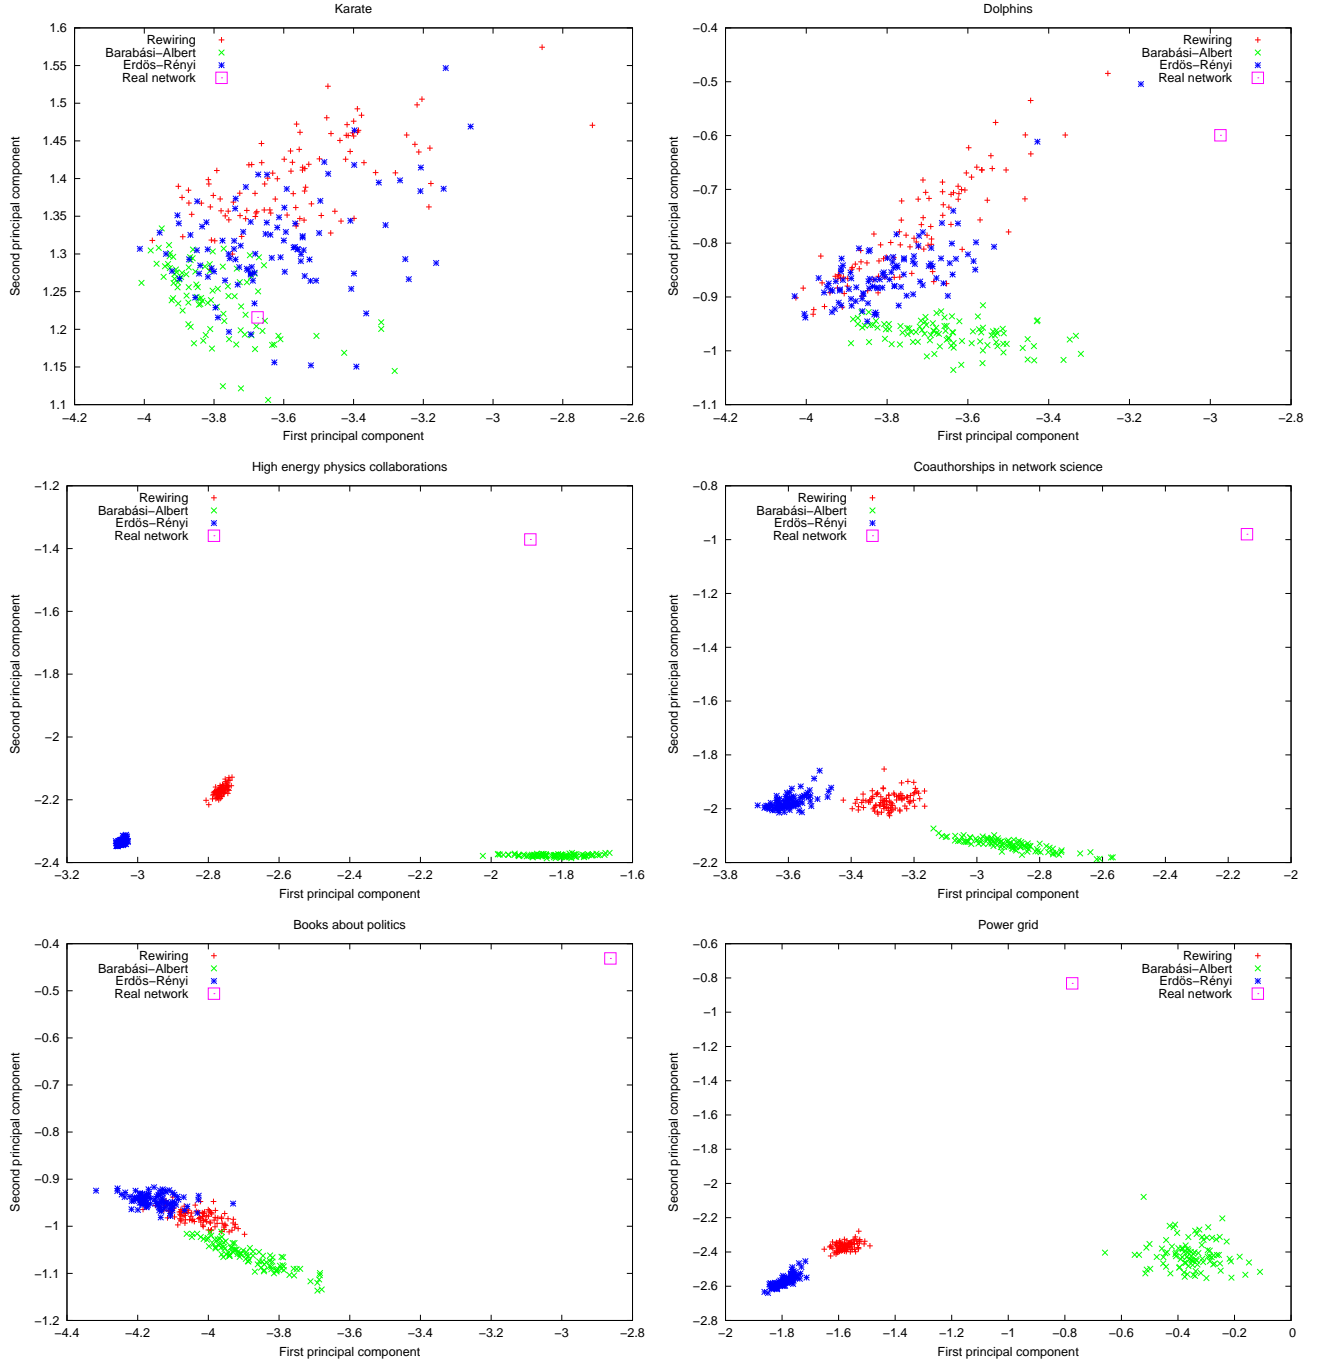 Karate
Rewiring
Barabási−Albert
Erdös−Rényi
Real network
Second principal component
1.6
1.55
1.5
1.45
1.4
1.35
1.3
1.25
1.2
1.15
1.1
−4.2 −4 −3.8 −3.6 −3.4 −3.2 −3 −2.8 −2.6
First principal component
Dolphins
Rewiring
Barabási−Albert
Erdös−Rényi
Real network
Second principal component
−0.4
−0.5
−0.6
−0.7
−0.8
−0.9
−1
−1.1
−4.2 −4 −3.8 −3.6 −3.4 −3.2 −3 −2.8
First principal component
High energy physics collaborations
Rewiring
Barabási−Albert
Erdös−Rényi
Real network
Second principal component
−1.2
−1.4
−1.6
−1.8
−2
−2.2
−2.4
−3.2 −3 −2.8 −2.6 −2.4 −2.2 −2 −1.8 −1.6
First principal component
Coauthorships in network science
Rewiring
Barabási−Albert
Erdös−Rényi
Real network
Second principal component
−0.8
−1
−1.2
−1.4
−1.6
−1.8
−2
−2.2
−3.8 −3.6 −3.4 −3.2 −3 −2.8 −2.6 −2.4 −2.2 −2
First principal component
Books about politics
Rewiring
Barabási−Albert
Erdös−Rényi
Real network
Second principal component
−0.4
−0.5
−0.6
−0.7
−0.8
−0.9
−1
−1.1
−1.2
−4.4 −4.2 −4 −3.8 −3.6 −3.4 −3.2 −3 −2.8
First principal component
Power grid
Rewiring
Barabási−Albert
Erdös−Rényi
Real network
Second principal component
−0.6
−0.8
−1
−1.2
−1.4
−1.6
−1.8
−2
−2.2
−2.4
−2.6
−2.8
−2 −1.8 −1.6 −1.4 −1.2 −1 −0.8 −0.6 −0.4 −0.2 0
First principal component